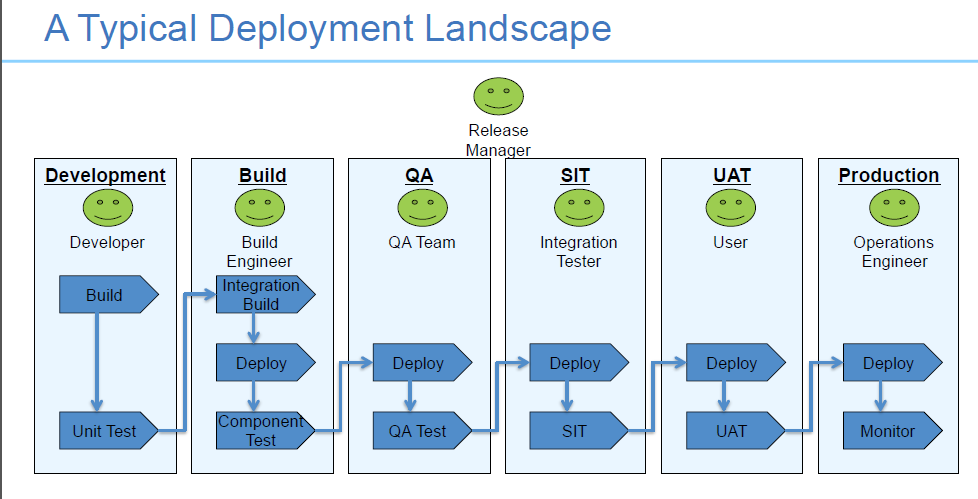 A Typical Deployment Landscape
Release
Manager
Development
Developer
Build
Unit Test
Build
Build
Engineer
Integration
Build
Deploy
Component
Test
QA
QA Team
Deploy
QA Test
SIT
Integration
Tester
Deploy
SIT
UAT
User
Deploy
UAT
Production
Operations
Engineer
Deploy
Monitor